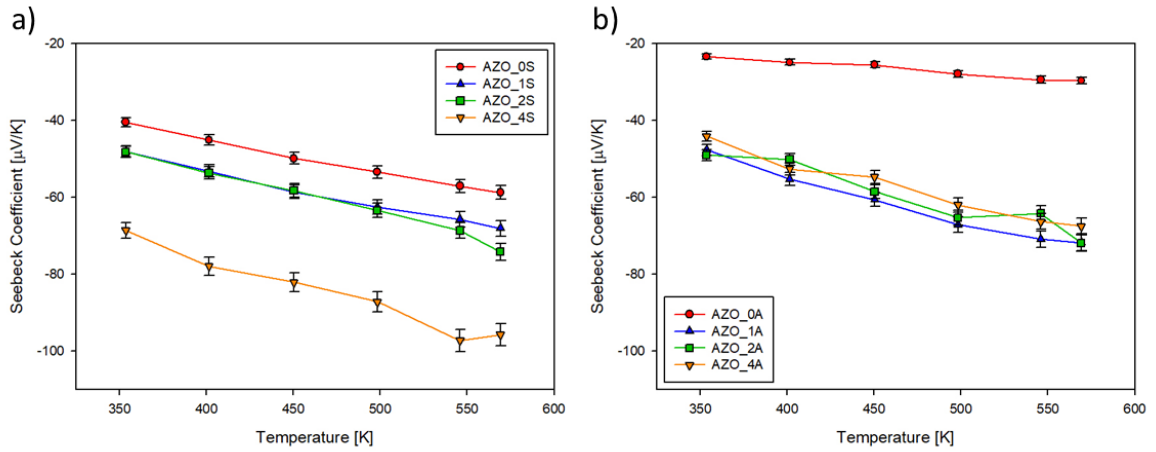 a)
Seebeck Coefficient [μV/K]
-20
-40
-60
-80
-100
AZO_0S
AZO_1S
AZO_2S
AZO_4S
350 400 450 500 550 600
Temperature [K]
b)
Seebeck Coefficient [μV/K]
-20
-40
-60
-80
-100
AZO_0A
AZO_1A
AZO_2A
AZO_4A
350 400 450 500 550 600
Temperature [K]